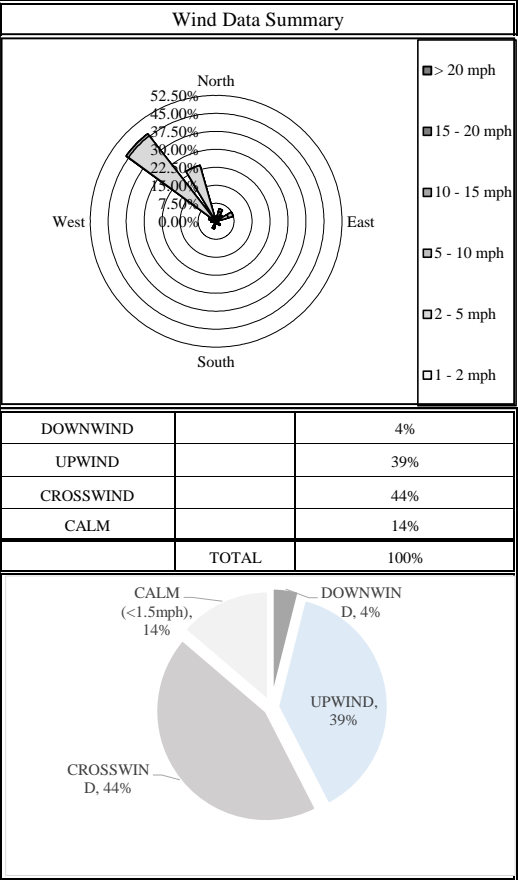 Wind Data Summary
North
52.50%
45.00%
37.50%
30.00%
22.50%
15.00%
7.50%
0.00%
West
East
South
> 20 mph
15 - 20 mph
10 - 15 mph
5 - 10 mph
2 - 5 mph
1 - 2 mph
DOWNWIND 4%
UPWIND 39%
CROSSWIND 44%
CALM 14%
TOTAL 100%
CALM
(<1.5mph),
14%
DOWNWIN
D, 4%
UPWIND,
39%
CROSSWIN
D, 44%